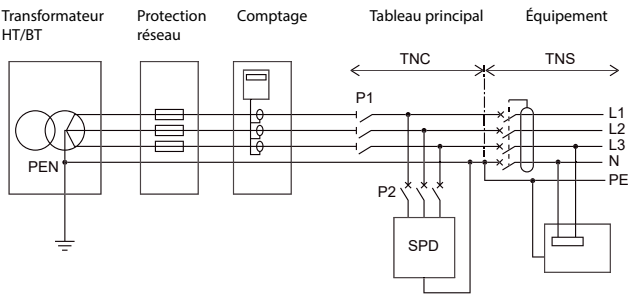 Transformateur
HT/BT
Protection
réseau
Comptage
Tableau principal
Équipement
TNC
TNS
P1
L1
L2
L3
N
PE
PEN
P2
SPD